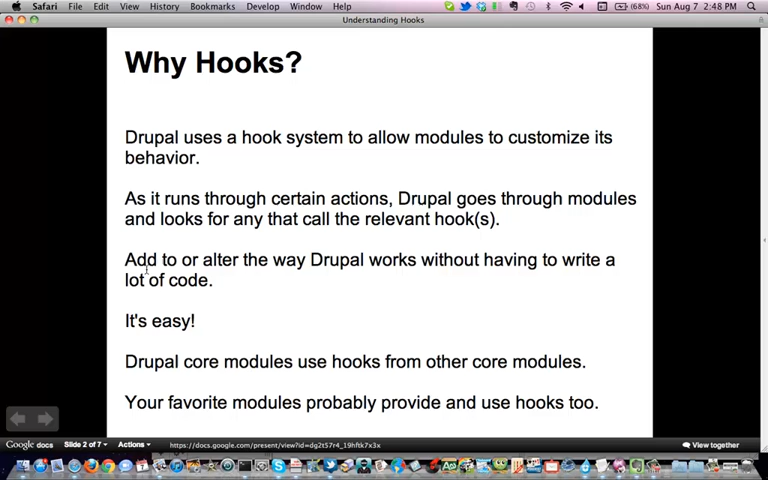 Safari File Edit View History Bookmarks Develop Window Help (68%) Sun Aug 7 2:48 PM
Understanding Hooks
Why Hooks?
Drupal uses a hook system to allow modules to customize its
behavior.
As it runs through certain actions, Drupal goes through modules
and looks for any that call the relevant hook(s).
Add to or alter the way Drupal works without having to write a
lot of code.
It's easy!
Drupal core modules use hooks from other core modules.
Your favorite modules probably provide and use hooks too.
Google docs Slide 2 of 7 Actions https://docs.google.com/present/view?id=dg2t57r4_19hftk7x3x View together